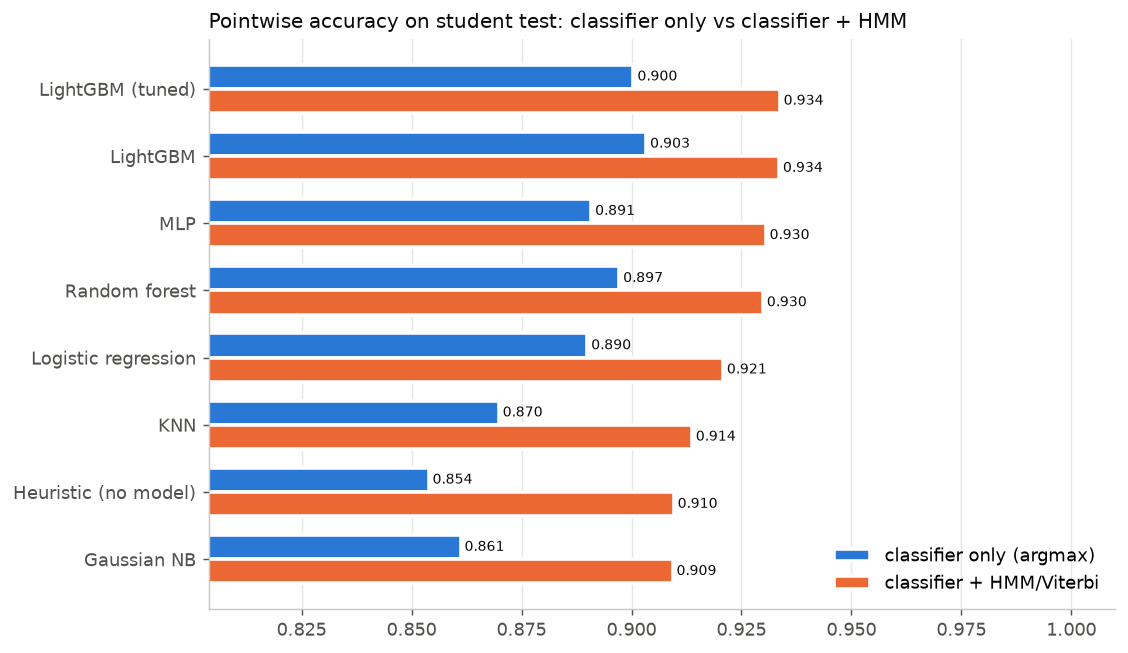 Pointwise accuracy on student test: classifier only vs classifier + HMM
LightGBM (tuned)
0.900
0.934
LightGBM
0.903
0.934
MLP
0.891
0.930
Random forest
0.897
0.930
Logistic regression
0.890
0.921
KNN
0.870
0.914
Heuristic (no model)
0.854
0.910
Gaussian NB
0.861
0.909
classifier only (argmax)
classifier + HMM/Viterbi
0.825 0.850 0.875 0.900 0.925 0.950 0.975 1.000